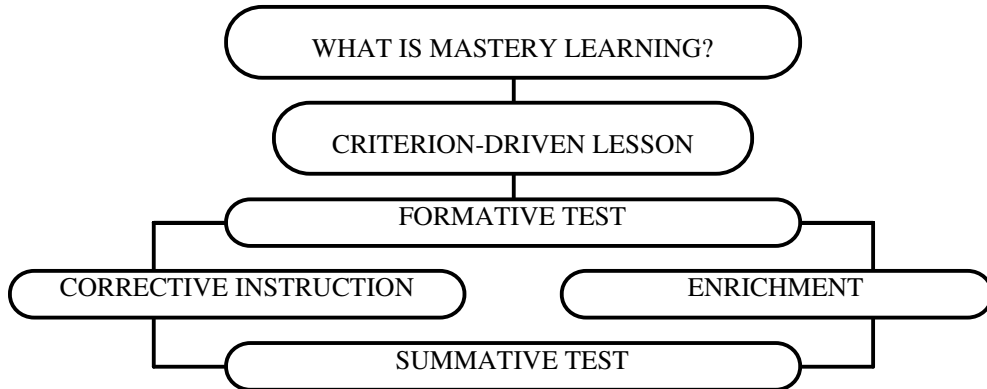 WHAT IS MASTERY LEARNING?
CRITERION-DRIVEN LESSON
FORMATIVE TEST
CORRECTIVE INSTRUCTION
ENRICHMENT
SUMMATIVE TEST